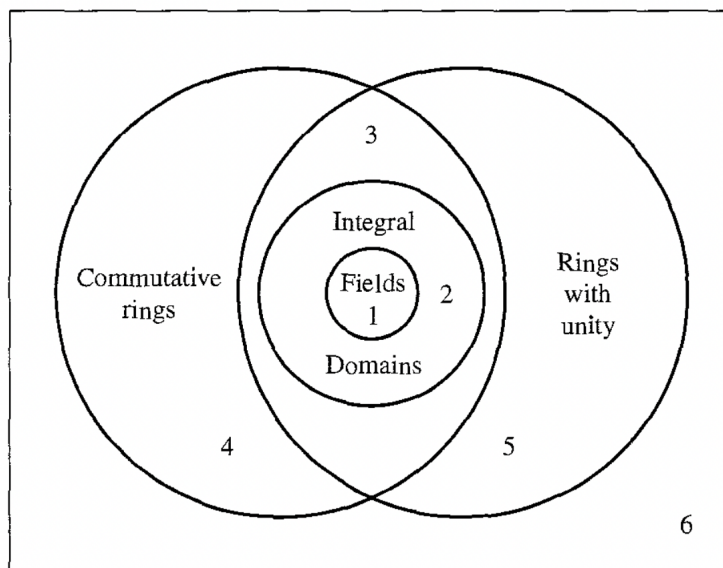 3
Integral
Commutative
rings
Fields
1
2
Rings
with
unity
Domains
4
5
6